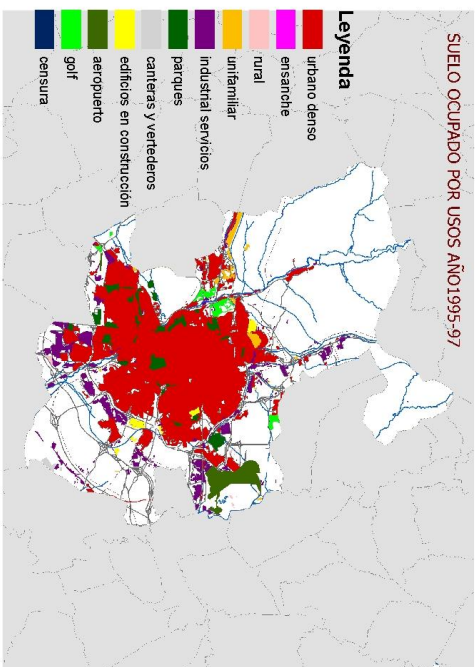 SUELO OCUPADO POR USOS AÑO1995-97
Leyenda
urbano denso
ensanche
rural
unifamiliar
industrial servicios
parques
canteras y vertederos
edificios en construcción
aeropuerto
golf
censura